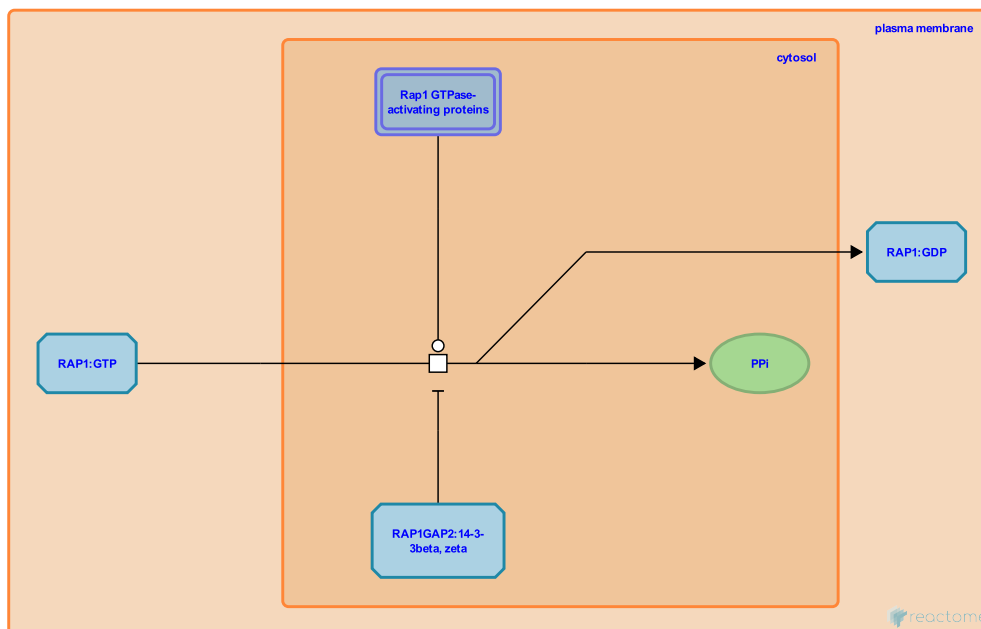 plasma membrane
cytosol
Rap1 GTPase-
activating proteins
RAP1:GDP
RAP1:GTP
PPi
RAP1GAP2:14-3-
3beta, zeta
reactome